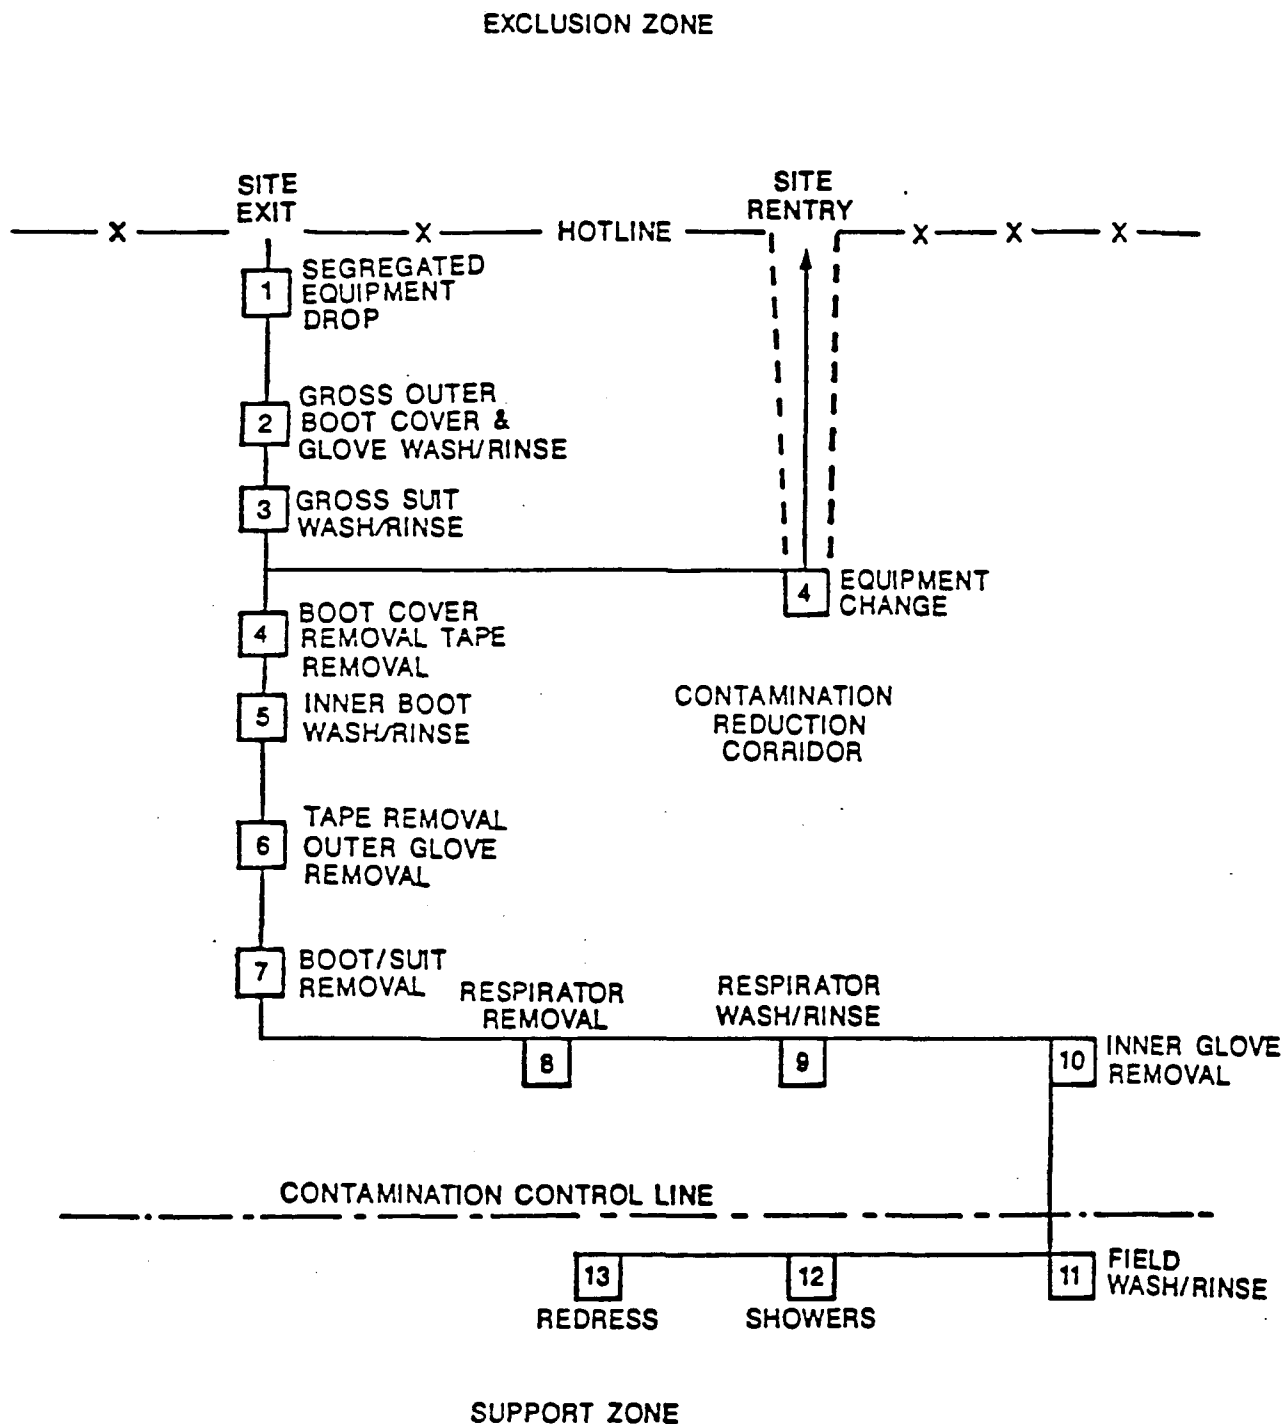 EXCLUSION ZONE
SITE
EXIT
SITE
RENTRY
X
X
HOTLINE
X
X
X
1
SEGREGATED
EQUIPMENT
DROP
2
GROSS OUTER
BOOT COVER &
GLOVE WASH/RINSE
3
GROSS SUIT
WASH/RINSE
4
EQUIPMENT
CHANGE
4
BOOT COVER
REMOVAL TAPE
REMOVAL
5
INNER BOOT
WASH/RINSE
CONTAMINATION
REDUCTION
CORRIDOR
6
TAPE REMOVAL
OUTER GLOVE
REMOVAL
7
BOOT/SUIT
REMOVAL
RESPIRATOR
REMOVAL
8
RESPIRATOR
WASH/RINSE
9
10
INNER GLOVE
REMOVAL
CONTAMINATION CONTROL LINE
11
FIELD
WASH/RINSE
12
SHOWERS
13
REDRESS
SUPPORT ZONE